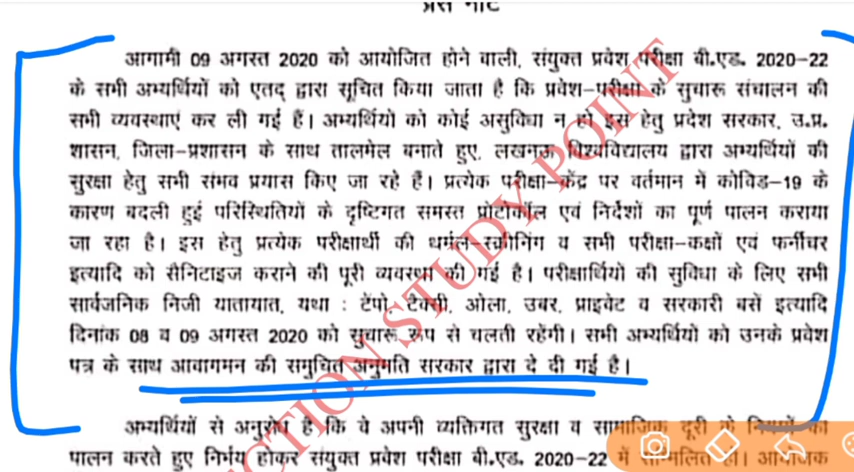 प्रेस नोट
आगामी 09 अगस्त 2020 को आयोजित होने वाली, संयुक्त प्रवेश परीक्षा बी.एड. 2020-22
के सभी अभ्यर्थियों को एतद् द्वारा सूचित किया जाता है कि प्रवेश-परीक्षा के सुचारू संचालन की
सभी व्यवस्थाएं कर ली गई हैं। अभ्यर्थियो को कोई असुविधा न हो इस हेतु प्रदेश सरकार, उ.प्र.
शासन, जिला-प्रशासन के साथ तालमेल बनाते हुए, लखनऊ विश्वविद्यालय द्वारा अभ्यर्थियों की
सुरक्षा हेतु सभी संभव प्रयास किए जा रहे हैं। प्रत्येक परीक्षा-केंद्र पर वर्तमान में कोविड-19 के
कारण बदली हुई परिस्थितियों के दृष्टिगत समस्त प्रोटोकॉल एवं निर्देशों का पूर्ण पालन कराया
जा रहा है। इस हेतु प्रत्येक परीक्षार्थी की थर्मल-स्क्रीनिंग व सभी परीक्षा-कक्षों एवं फर्नीचर
इत्यादि को सैनिटाइज कराने की पूरी व्यवस्था की गई है। परीक्षार्थियों की सुविधा के लिए सभी
सार्वजनिक निजी यातायात, यथा : टेंपो, टैक्सी, ओला, उबर, प्राइवेट व सरकारी बसें इत्यादि
दिनांक 08 व 09 अगस्त 2020 को सुचारू रूप से चलती रहेंगी। सभी अभ्यर्थियों को उनके प्रवेश
पत्र के साथ आवागमन की समुचित अनुमति सरकार द्वारा दे दी गई है।
अभ्यर्थियों से अनुरोध है कि वे अपनी व्यक्तिगत सुरक्षा व सामाजिक दूरी के नियमों का
पालन करते हुए निर्भय होकर संयुक्त प्रवेश परीक्षा बी.एड. 2020-22 में सम्मिलित हों।
CTION STUDY POINT